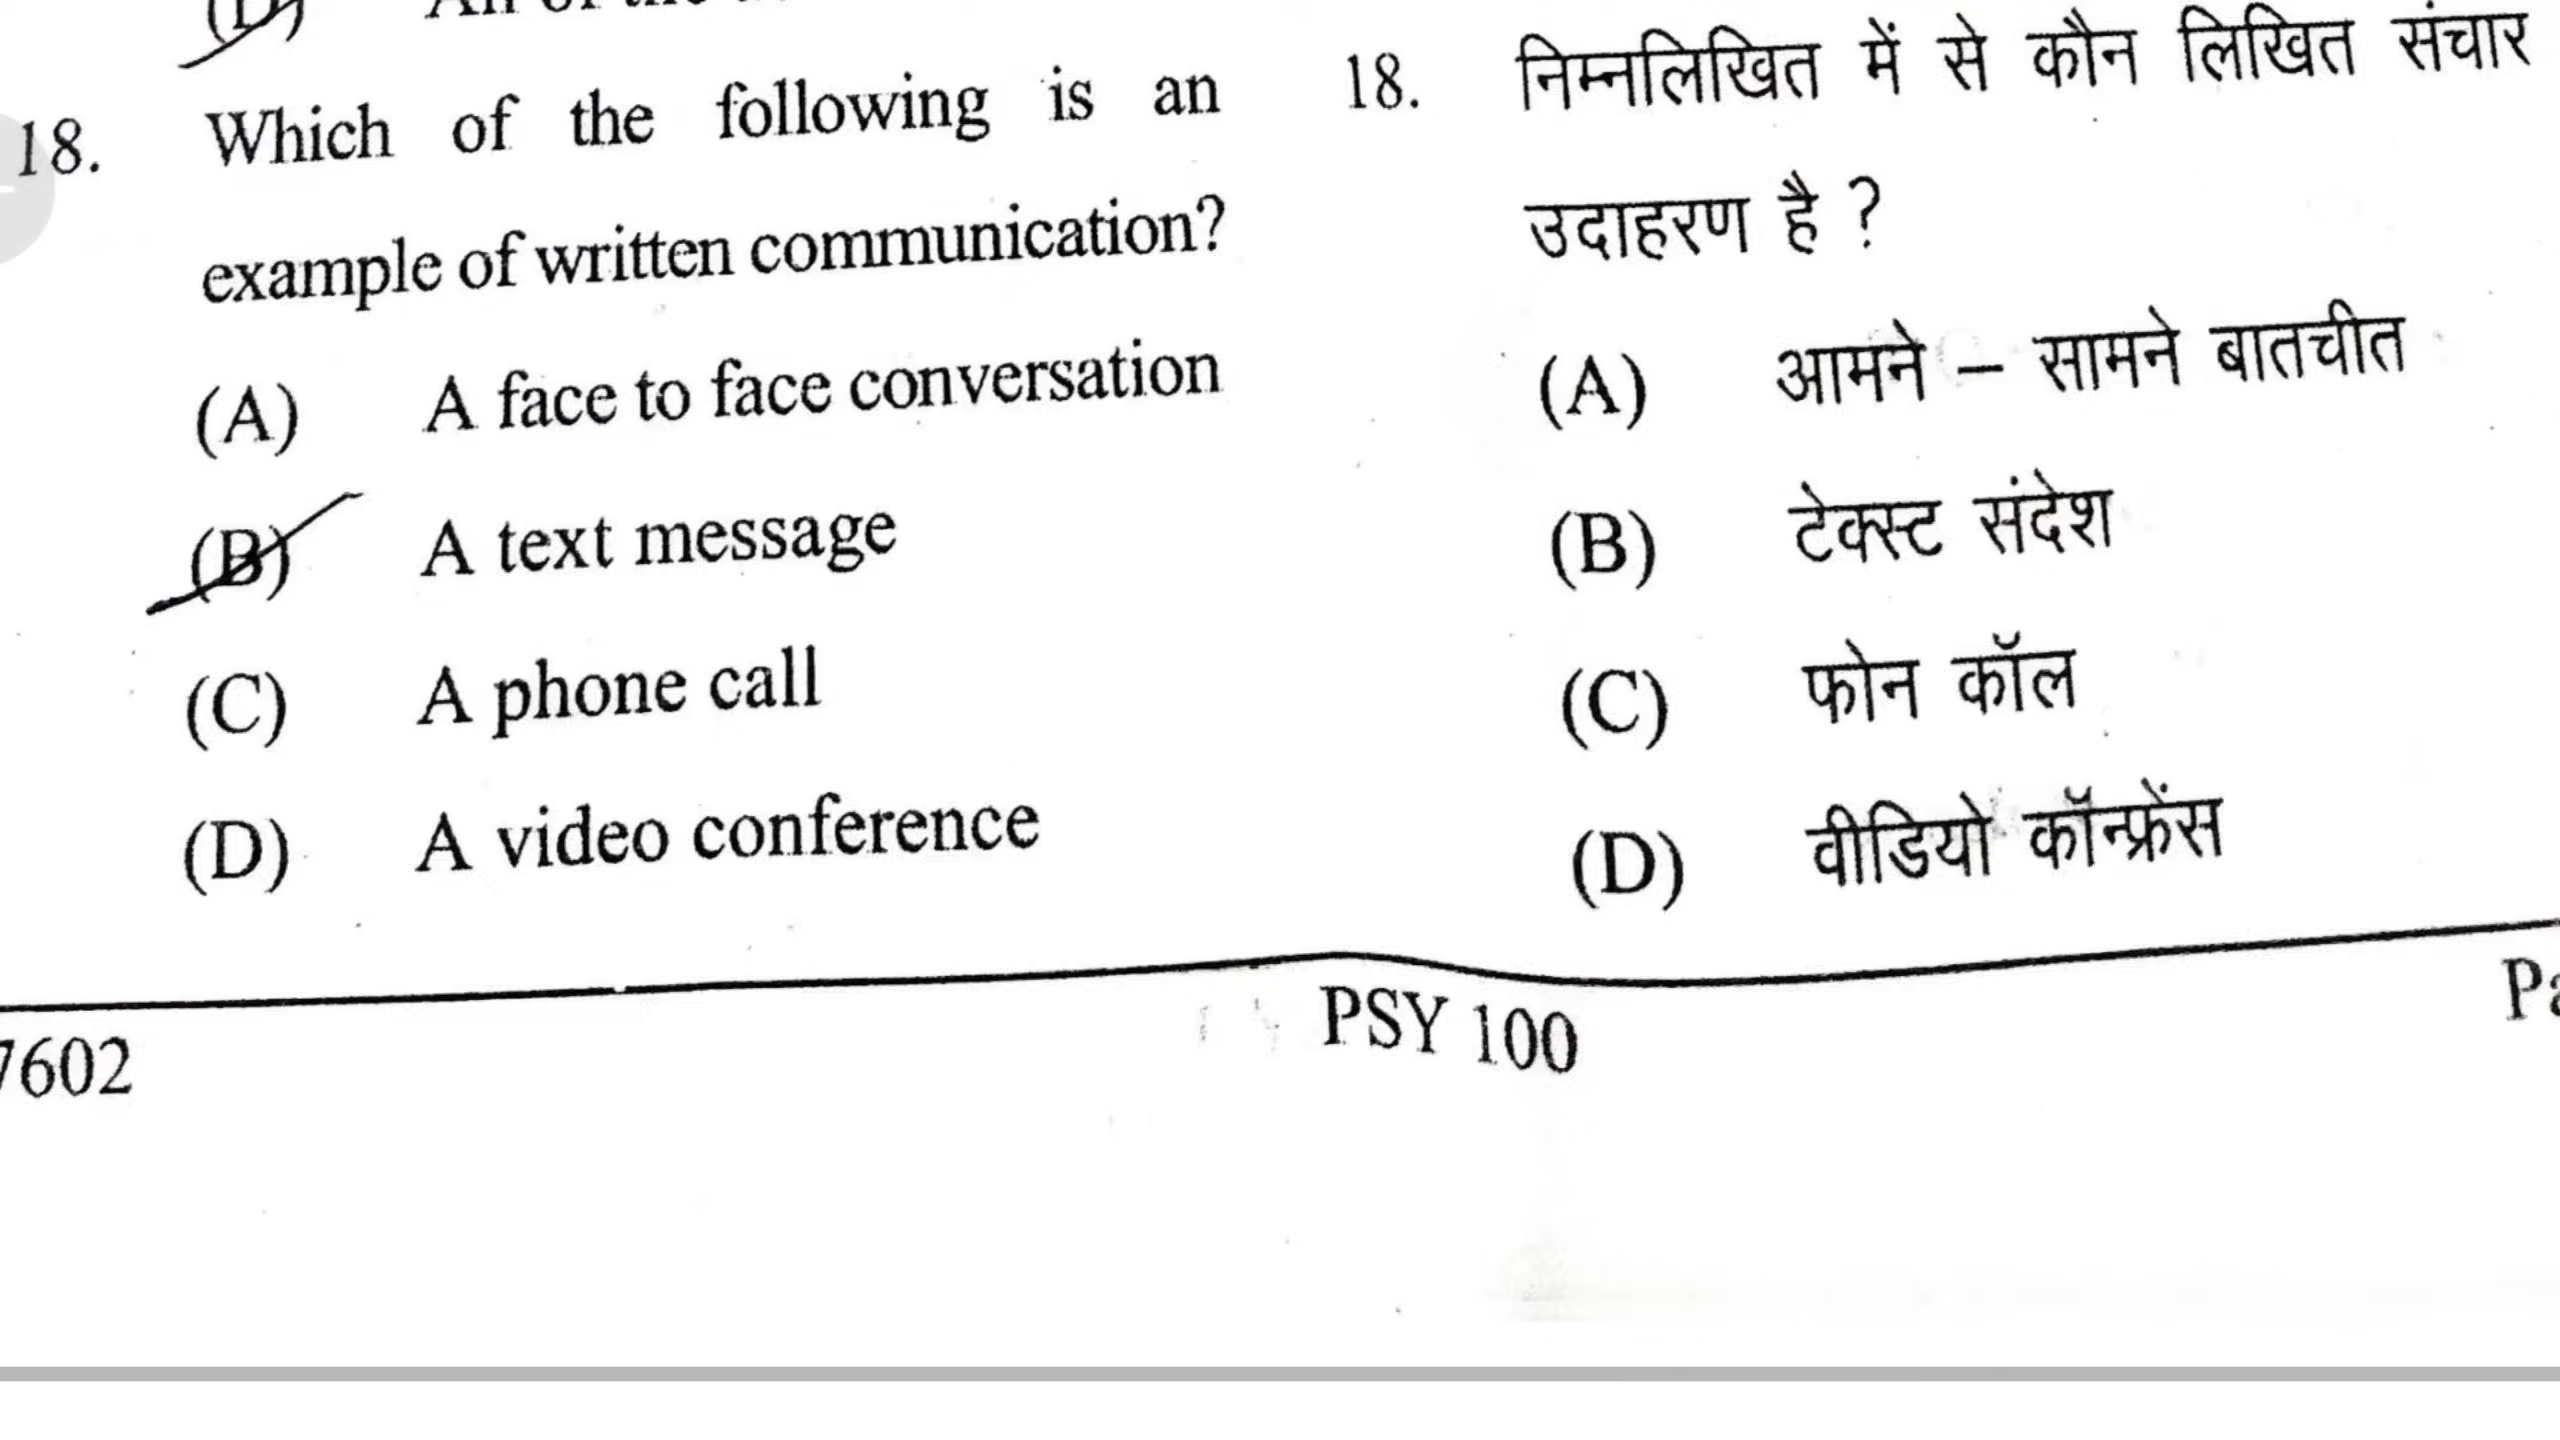 18. Which of the following is an
example of written communication?
(A) A face to face conversation
(B) A text message
(C) A phone call
(D) A video conference
18. निम्नलिखित में से कौन लिखित संचार
उदाहरण है ?
(A) आमने – सामने बातचीत
(B) टेक्स्ट संदेश
(C) फोन कॉल
(D) वीडियो कॉन्फ्रेंस
7602 PSY 100